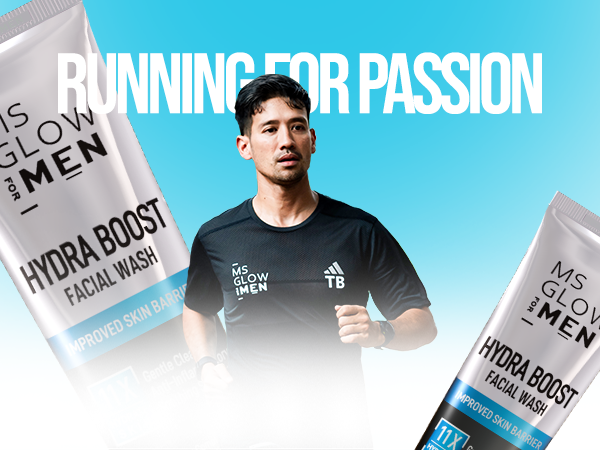 RUNNING FOR PASSION
MS
GLOW
FOR
MEN
HYDRA BOOST
FACIAL WASH
IMPROVED SKIN BARRIER
11X
MS
GLOW
FOR
MEN
TB
MS
GLOW
FOR
MEN
HYDRA BOOST
FACIAL WASH
IMPROVED SKIN BARRIER
11X